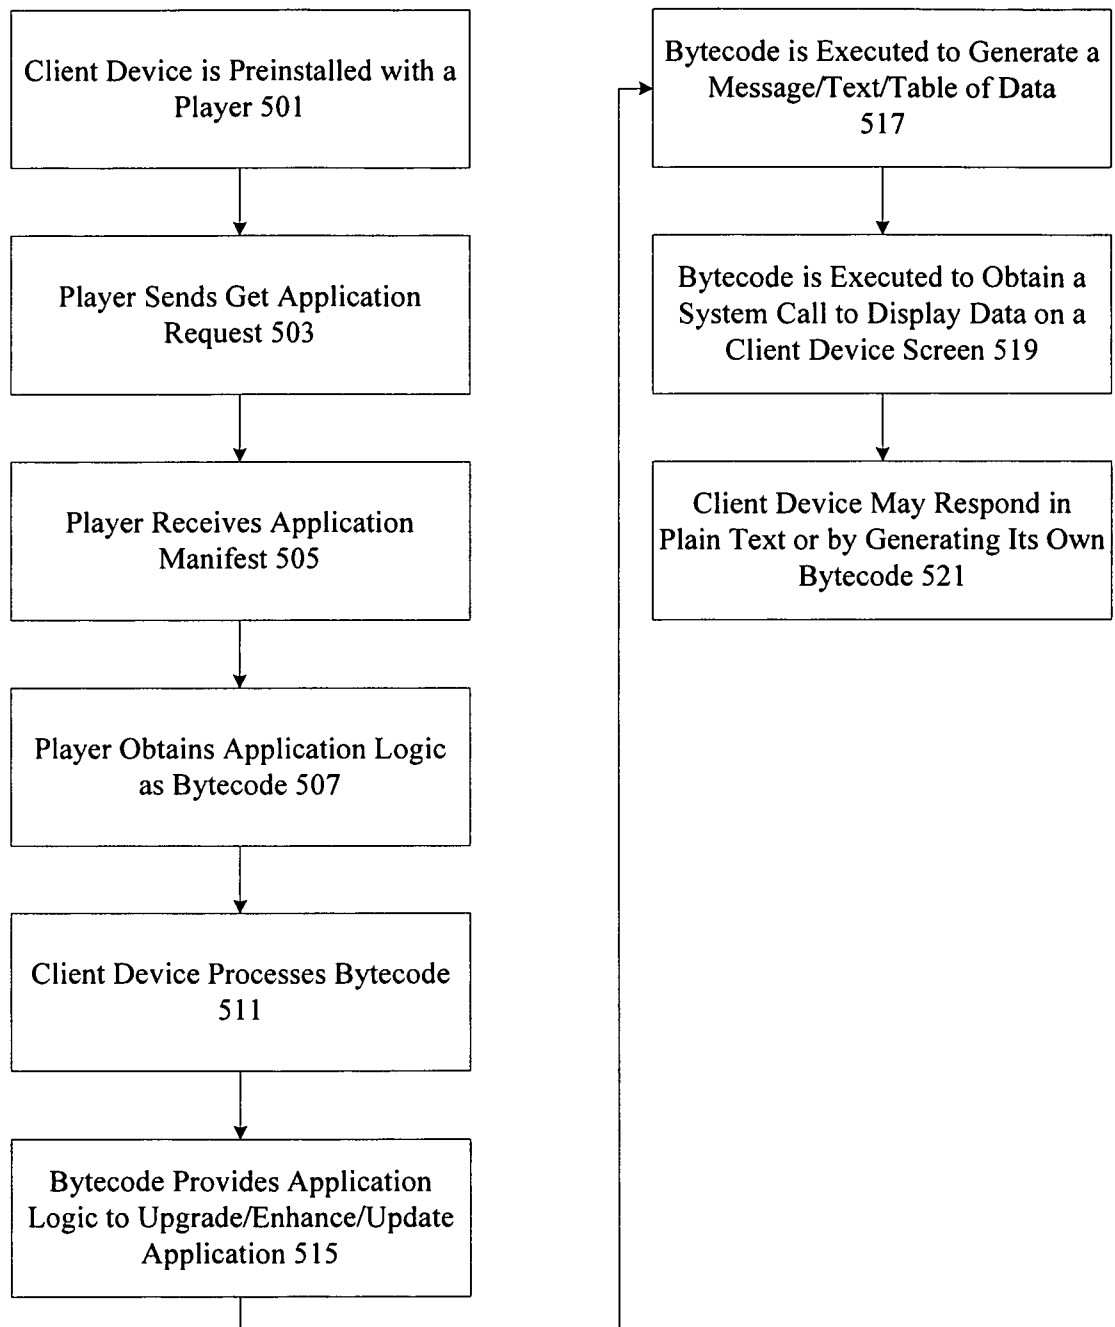 Client Device is Preinstalled with a
Player 501
Player Sends Get Application
Request 503
Player Receives Application
Manifest 505
Player Obtains Application Logic
as Bytecode 507
Client Device Processes Bytecode
511
Bytecode Provides Application
Logic to Upgrade/Enhance/Update
Application 515
Bytecode is Executed to Generate a
Message/Text/Table of Data
517
Bytecode is Executed to Obtain a
System Call to Display Data on a
Client Device Screen 519
Client Device May Respond in
Plain Text or by Generating Its Own
Bytecode 521